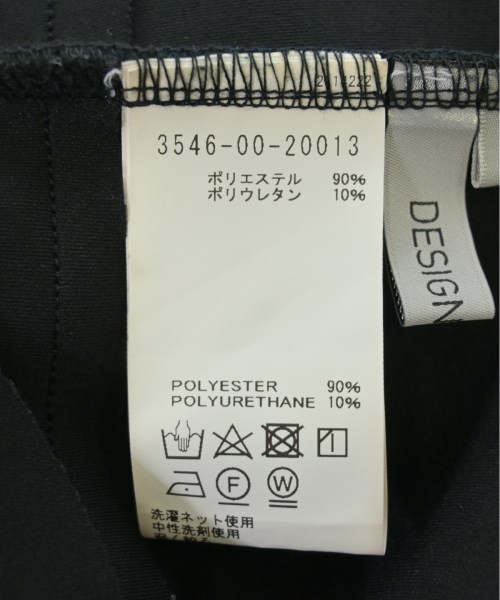 3546-00-20013
ポリエステル 90%
ポリウレタン 10%
POLYESTER 90%
POLYURETHANE 10%
F
W
洗濯ネット使用
中性洗剤使用
DESIGN